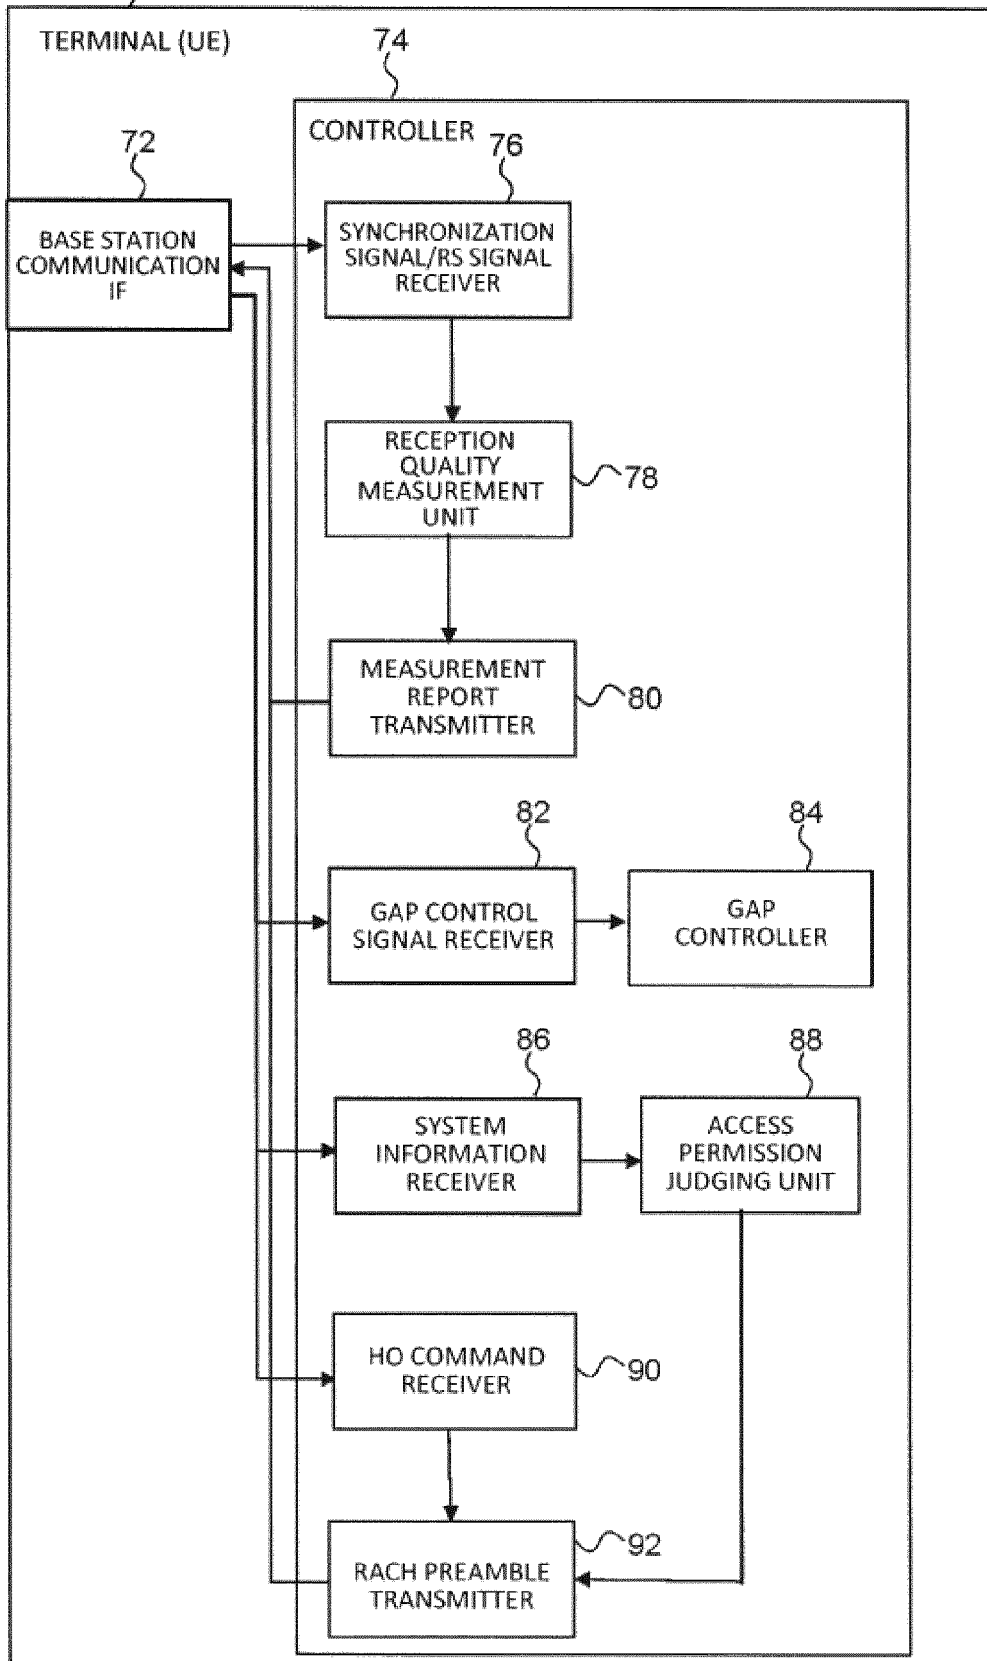 TERMINAL (UE)
74
CONTROLLER
72
76
BASE STATION
COMMUNICATION
IF
SYNCHRONIZATION
SIGNAL/RS SIGNAL
RECEIVER
RECEPTION
QUALITY
MEASUREMENT
UNIT
78
MEASUREMENT
REPORT
TRANSMITTER
80
82
84
GAP CONTROL
SIGNAL RECEIVER
GAP
CONTROLLER
86
88
SYSTEM
INFORMATION
RECEIVER
ACCESS
PERMISSION
JUDGING UNIT
HO COMMAND
RECEIVER
90
92
RACH PREAMBLE
TRANSMITTER